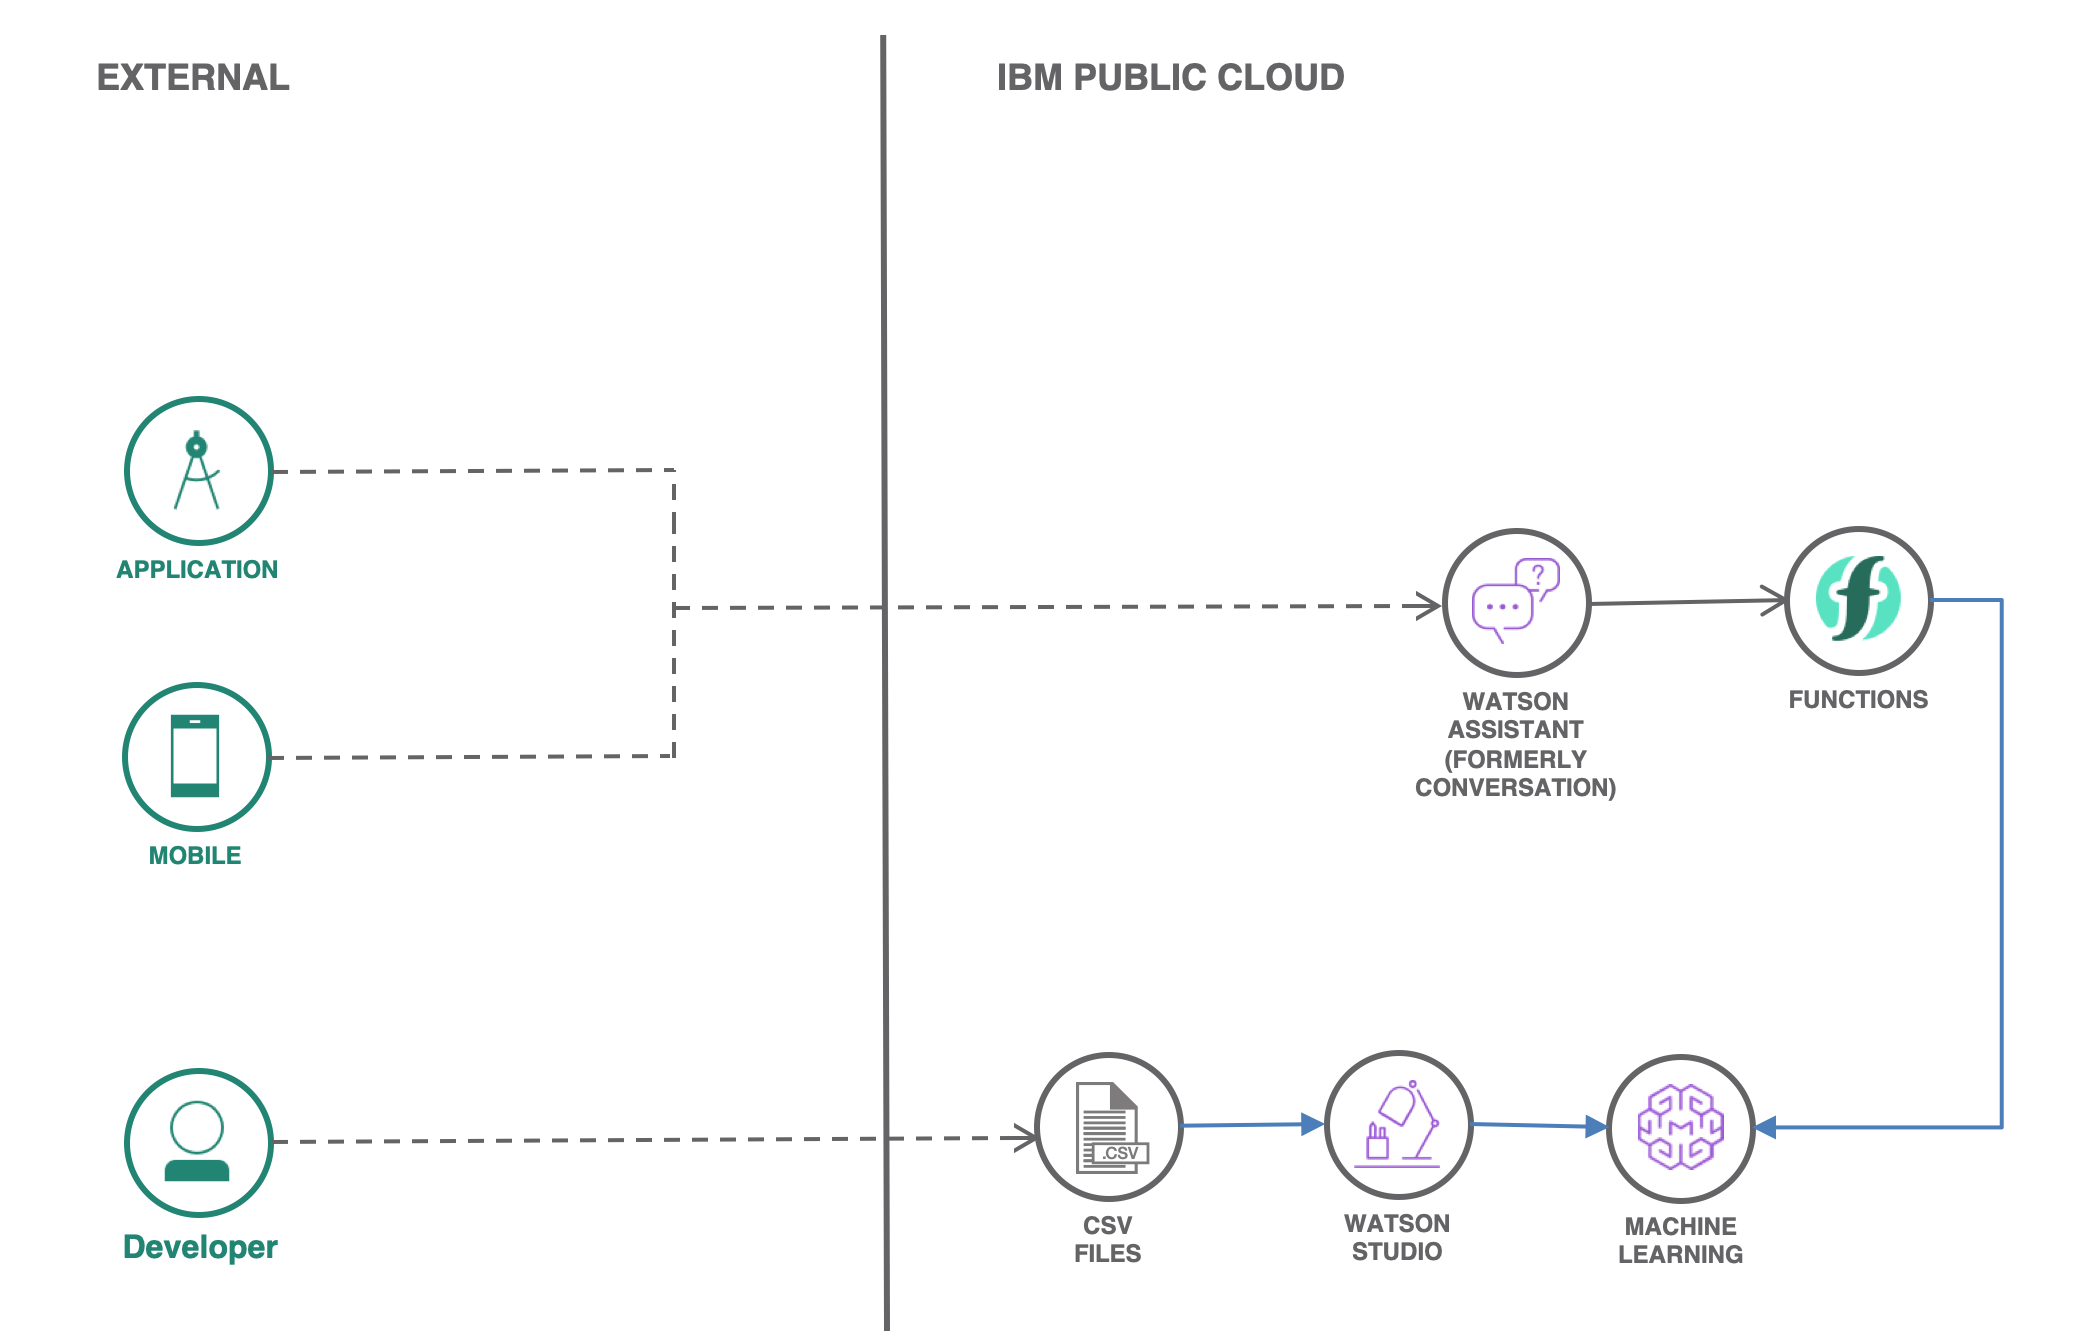 EXTERNAL
IBM PUBLIC CLOUD
APPLICATION
MOBILE
?
WATSON
ASSISTANT
(FORMERLY
CONVERSATION)
FUNCTIONS
Developer
.CSV
CSV
FILES
WATSON
STUDIO
M
MACHINE
LEARNING